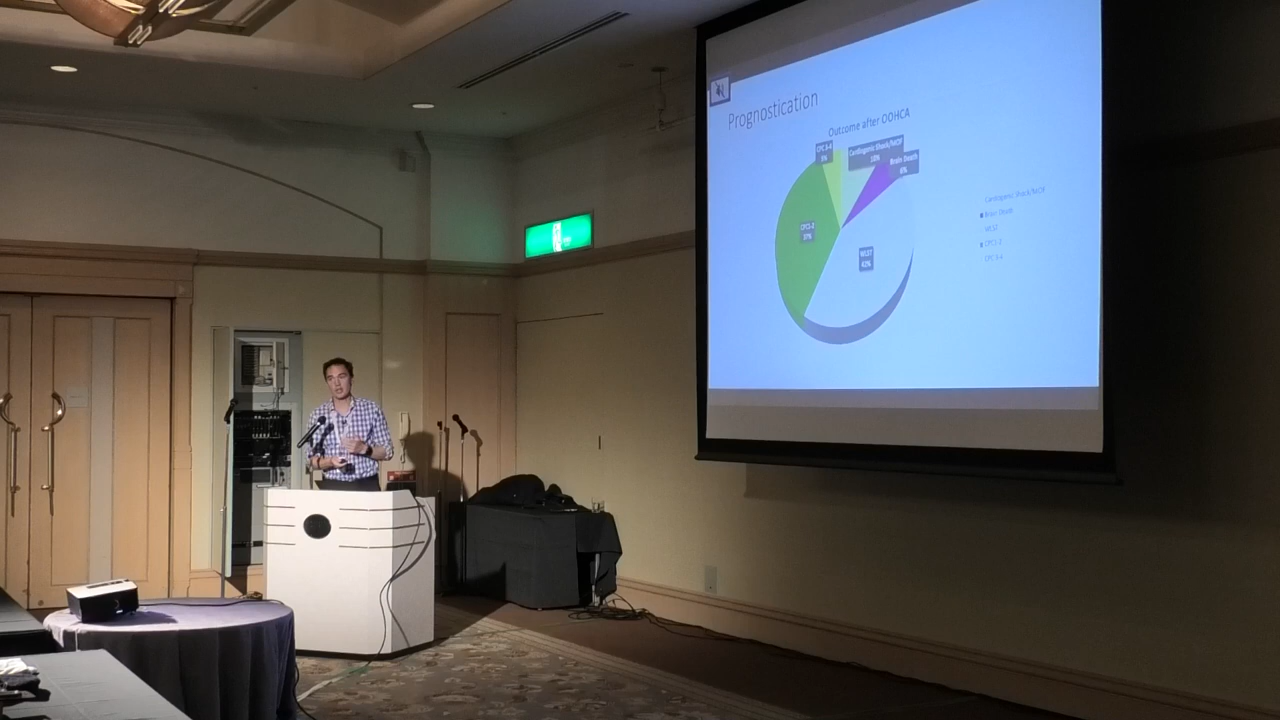 Prognostication
Outcome after OOHCA
CPC 3-4
5%
Cardiogenic Shock/MOF
10%
Brain Death
6%
CPC1-2
37%
WLST
42%
Cardiogenic Shock/MOF
Brain Death
WLST
CPC1-2
CPC 3-4